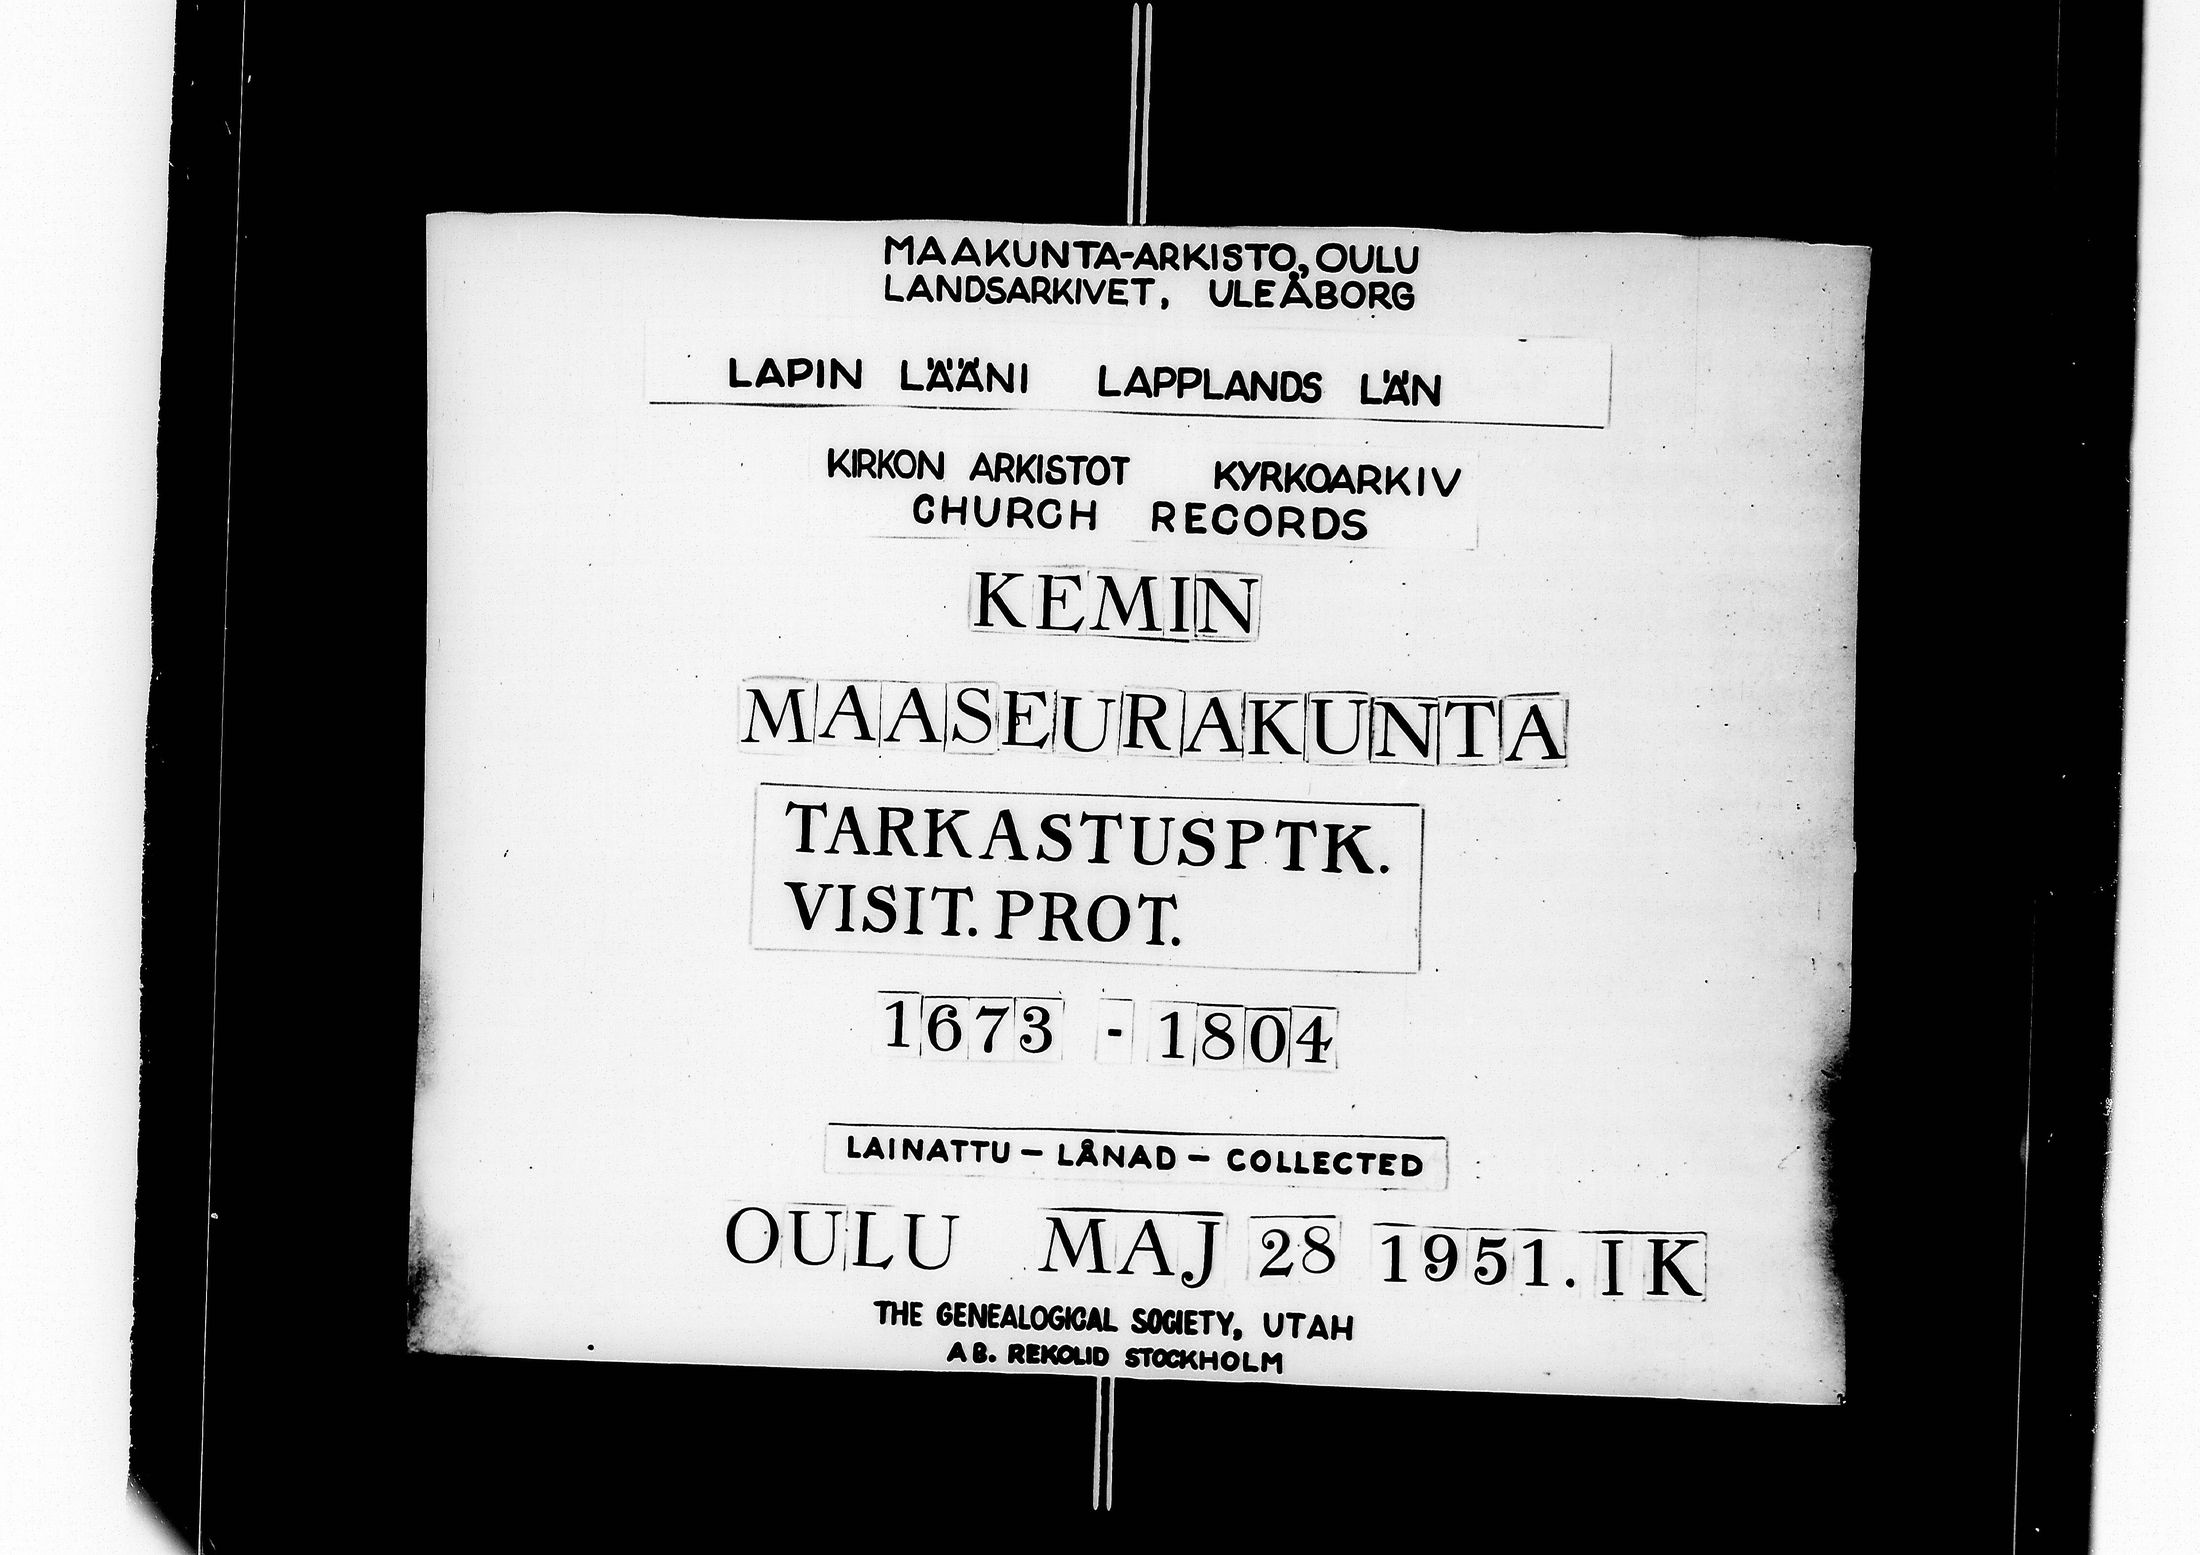 MAAKUNTA-ARKISTO, OULU
LANDSARKIVET, ULEÅBORG
LAPIN LÄÄNI LAPPLANDS LÄN
KIRKON ARKISTOT KYRKOARKIV
CHURCH RECORDS
KEMIN
MAASEURAKUNTA
TARKASTUSPTK.
VISIT. PROT.
1673 - 1804
LAINATTU - LÅNAD - COLLECTED
OULU MAJ 28 1951. IK
THE GENEALOGICAL SOCIETY, UTAH
AB. REKOLID STOCKHOLM